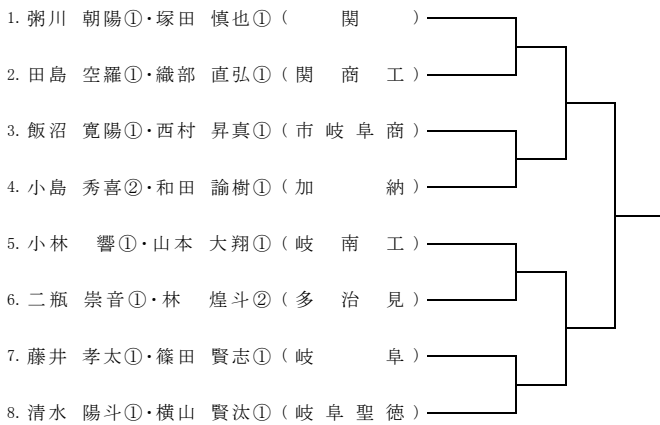 1. 粥川 朝陽①・塚田 慎也① ( 関 )
2. 田島 空羅①・織部 直弘① ( 関 商 工 )
3. 飯沼 寛陽①・西村 昇真① ( 市 岐 阜 商 )
4. 小島 秀喜②・和田 諭樹① ( 加 納 )
5. 小林 響①・山本 大翔① ( 岐 南 工 )
6. 二瓶 崇音①・林 煌斗② ( 多 治 見 )
7. 藤井 孝太①・篠田 賢志① ( 岐 阜 )
8. 清水 陽斗①・横山 賢汰① ( 岐 阜 聖 徳 )